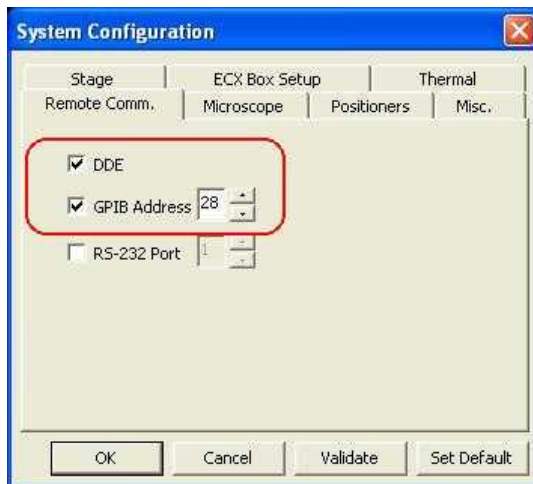 System Configuration
Stage ECX Box Setup Thermal
Remote Comm. Microscope Positioners Misc.
DDE
GPIB Address 28
RS-232 Port 1
OK Cancel Validate Set Default